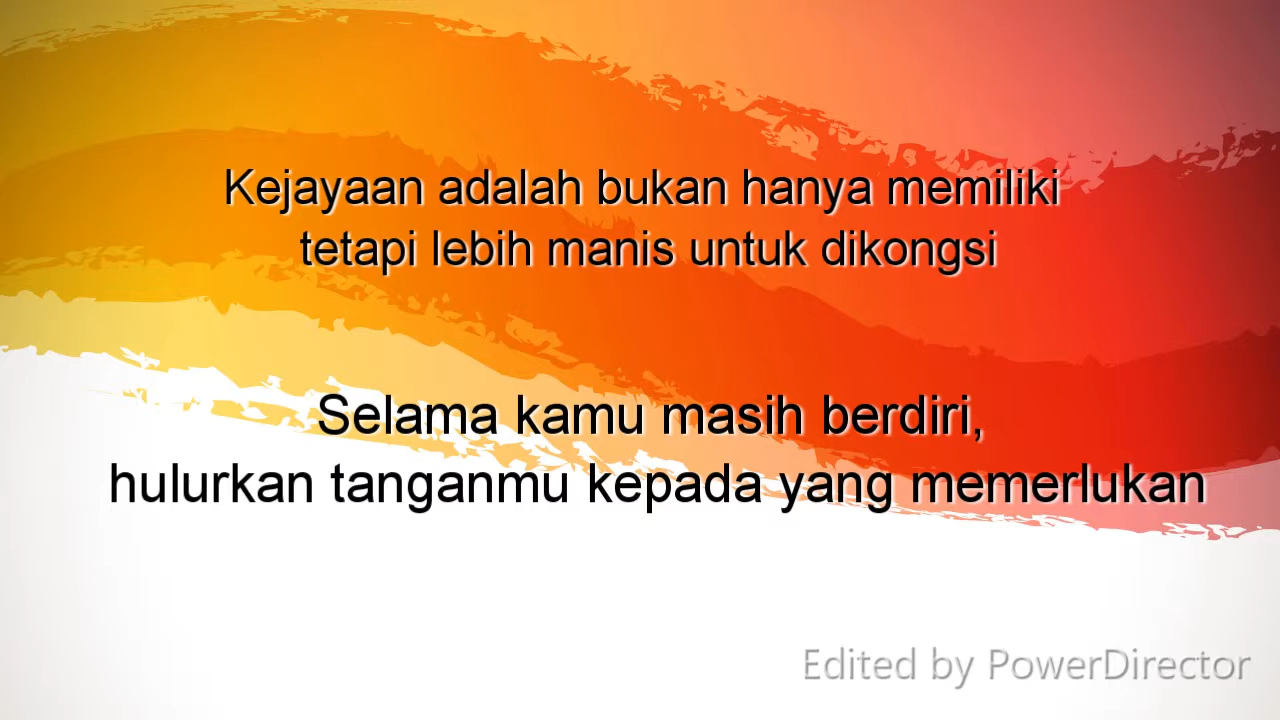 Kejayaan adalah bukan hanya memiliki
tetapi lebih manis untuk dikongsi
Selama kamu masih berdiri,
hulurkan tanganmu kepada yang memerlukan
Edited by PowerDirector